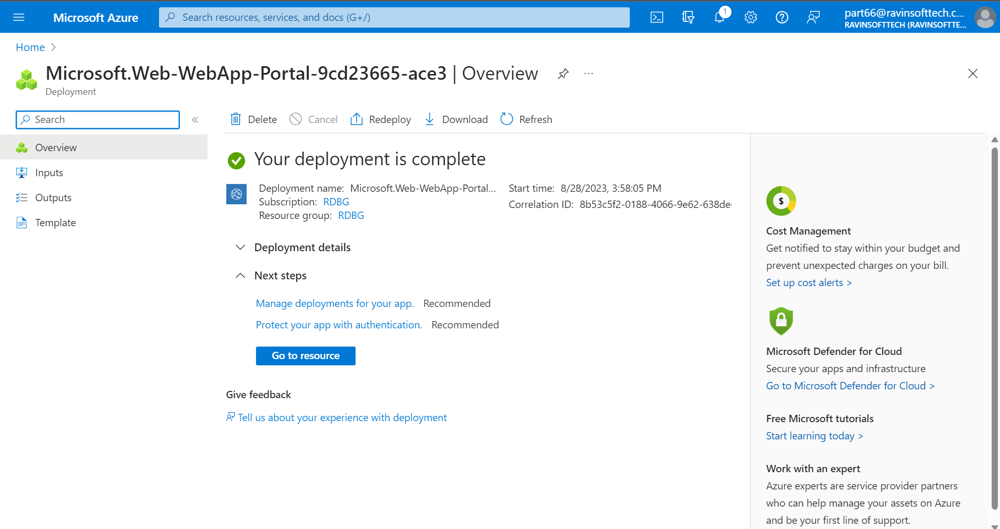 Microsoft Azure
Search resources, services, and docs (G+/)
1
part66@ravinsofttech.c...
RAVINSOFTTECH (RAVINSOFTTE...
Home >
Microsoft.Web-WebApp-Portal-9cd23665-ace3 | Overview
...
Deployment
Search
«
Delete
Cancel
Redeploy
Download
Refresh
Overview
Inputs
Outputs
Template
Your deployment is complete
Deployment name: Microsoft.Web-WebApp-Portal...
Subscription: RDBG
Resource group: RDBG
Start time: 8/28/2023, 3:58:05 PM
Correlation ID: 8b53c5f2-0188-4066-9e62-638de
Deployment details
Next steps
Manage deployments for your app. Recommended
Protect your app with authentication. Recommended
Go to resource
Give feedback
Tell us about your experience with deployment
$
Cost Management
Get notified to stay within your budget and
prevent unexpected charges on your bill.
Set up cost alerts >
Microsoft Defender for Cloud
Secure your apps and infrastructure
Go to Microsoft Defender for Cloud >
Free Microsoft tutorials
Start learning today >
Work with an expert
Azure experts are service provider partners
who can help manage your assets on Azure
and be your first line of support.